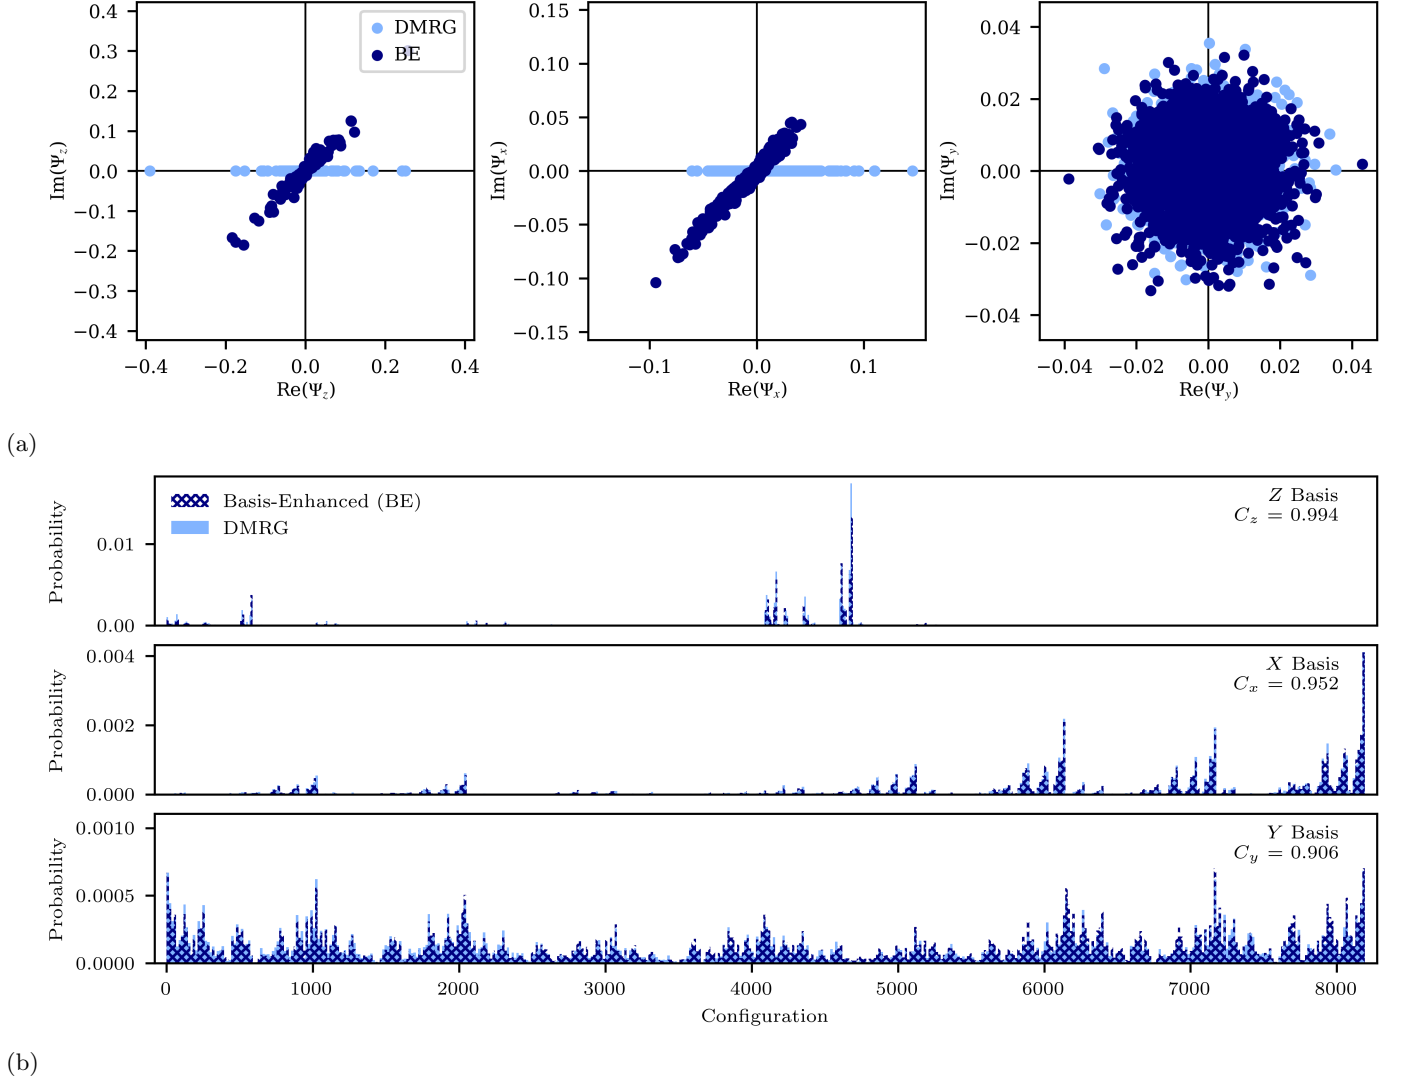 0.4
0.3
0.2
0.1
0.0
−0.1
−0.2
−0.3
−0.4
Im(Ψz)
−0.4 −0.2 0.0 0.2 0.4
Re(Ψz)
DMRG
BE
0.15
0.10
0.05
0.00
−0.05
−0.10
−0.15
Im(Ψx)
−0.1 0.0 0.1
Re(Ψx)
0.04
0.02
0.00
−0.02
−0.04
Im(Ψy)
−0.04 −0.02 0.00 0.02 0.04
Re(Ψy)
(a)
Probability
0.01
0.00
Basis-Enhanced (BE)
DMRG
Z Basis
Cz = 0.994
Probability
0.004
0.002
0.000
X Basis
Cx = 0.952
Probability
0.0010
0.0005
0.0000
Y Basis
Cy = 0.906
0 1000 2000 3000 4000 5000 6000 7000 8000
Configuration
(b)